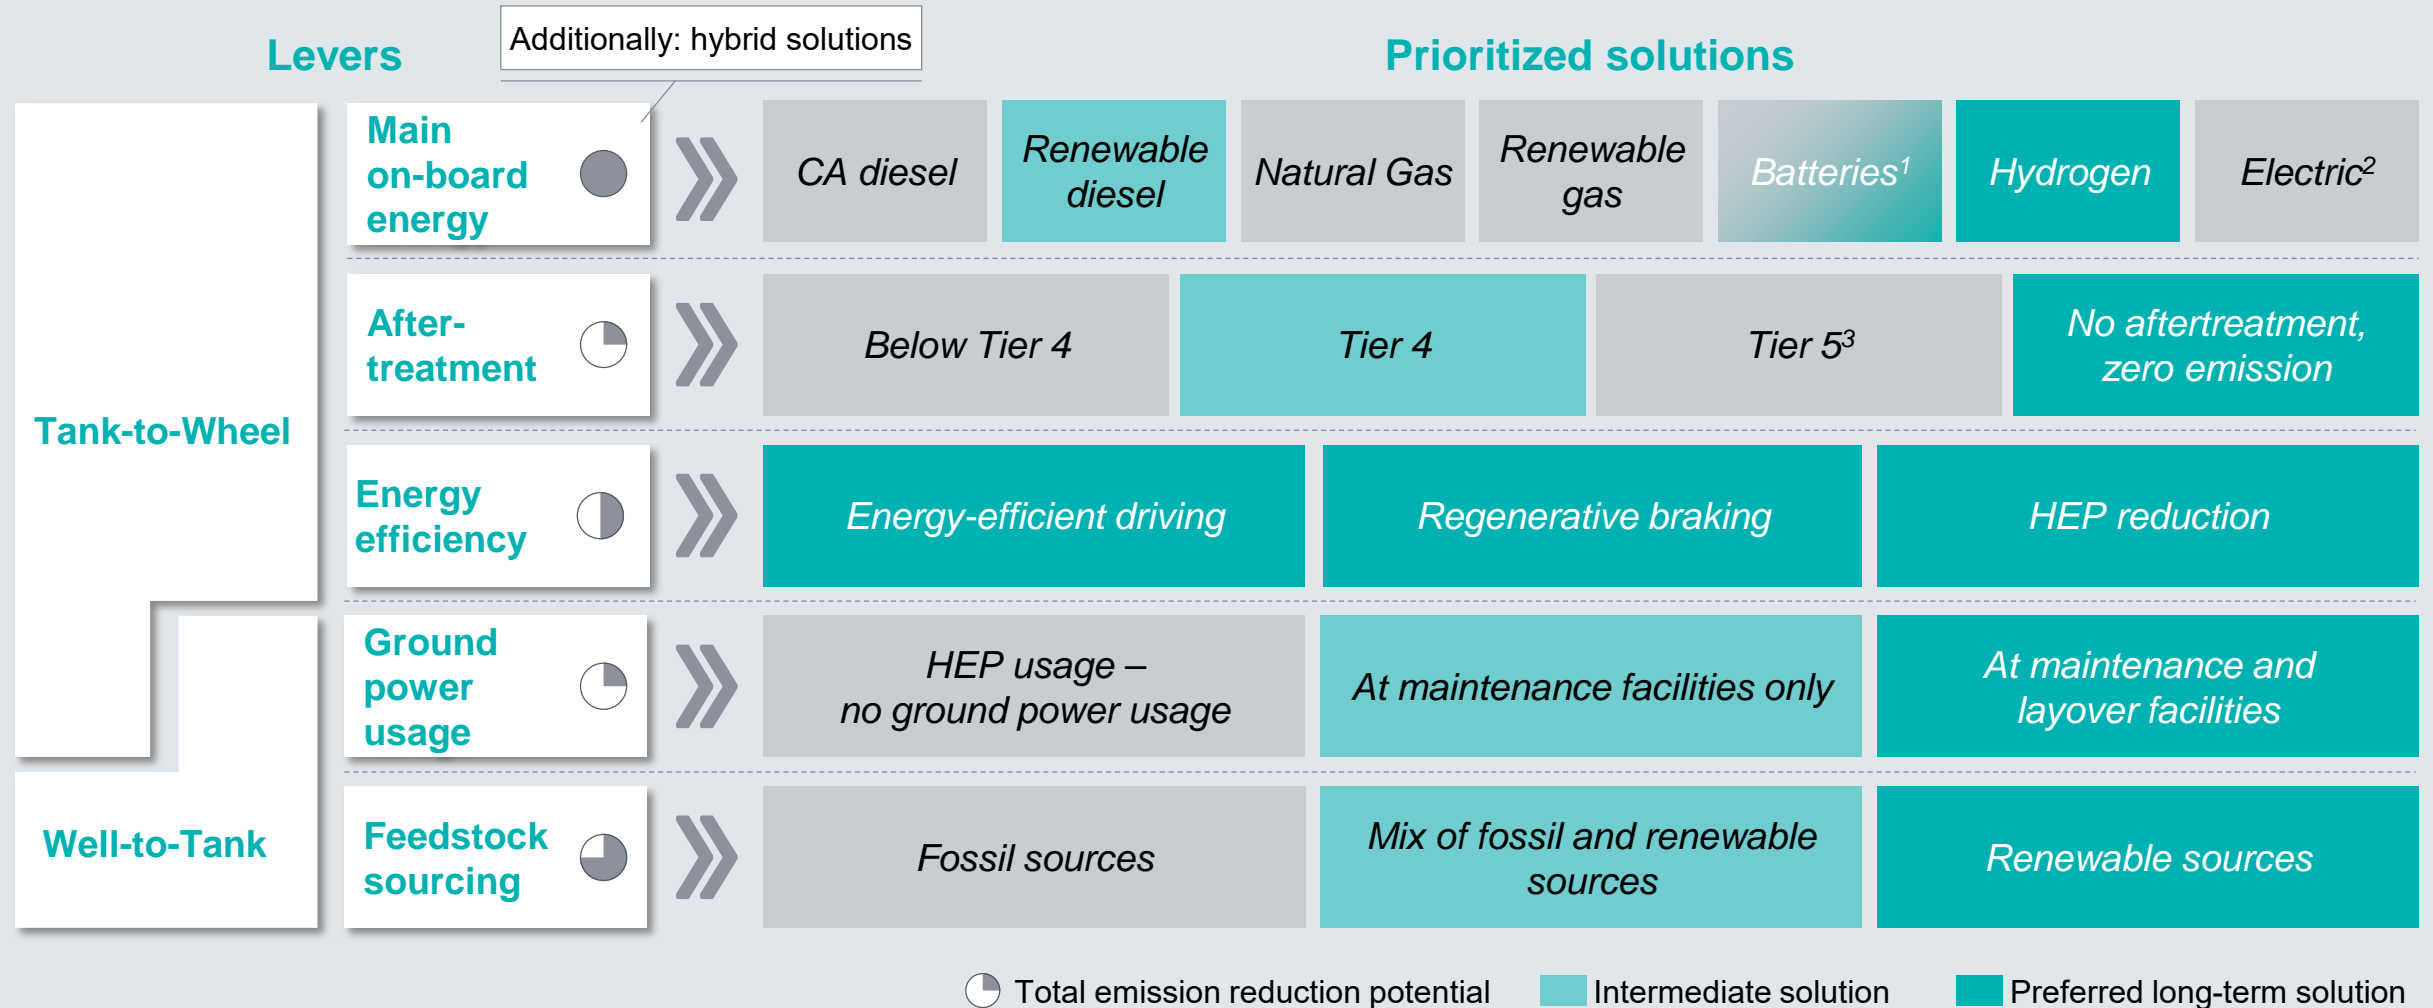 Levers
Additionally: hybrid solutions
Prioritized solutions
Tank-to-Wheel
Main
on-board
energy
CA diesel
Renewable
diesel
Natural Gas
Renewable
gas
Batteries¹
Hydrogen
Electric²
After-
treatment
Below Tier 4
Tier 4
Tier 5³
No aftertreatment,
zero emission
Energy
efficiency
Energy-efficient driving
Regenerative braking
HEP reduction
Ground
power
usage
HEP usage –
no ground power usage
At maintenance facilities only
At maintenance and
layover facilities
Well-to-Tank
Feedstock
sourcing
Fossil sources
Mix of fossil and renewable
sources
Renewable sources
Total emission reduction potential
Intermediate solution
Preferred long-term solution